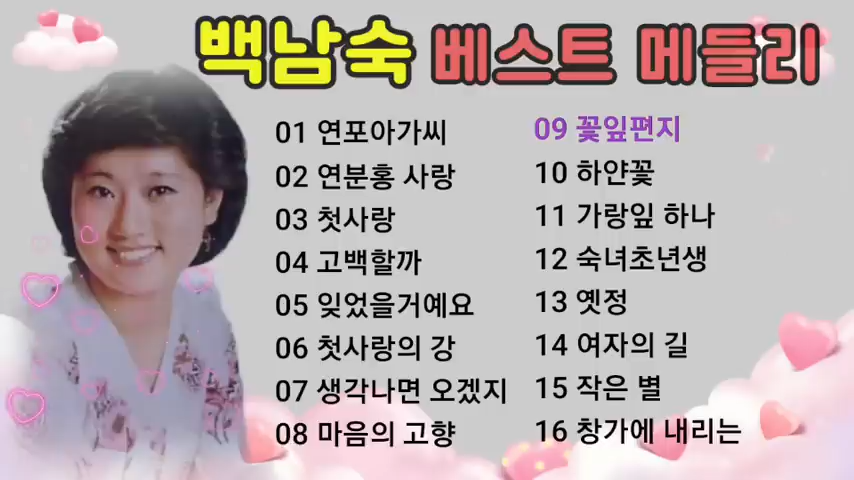 백남숙 베스트 메들리
01 연포아가씨
02 연분홍 사랑
03 첫사랑
04 고백할까
05 잊었을거예요
06 첫사랑의 강
07 생각나면 오겠지
08 마음의 고향
09 꽃잎편지
10 하얀꽃
11 가랑잎 하나
12 숙녀초년생
13 옛정
14 여자의 길
15 작은 별
16 창가에 내리는